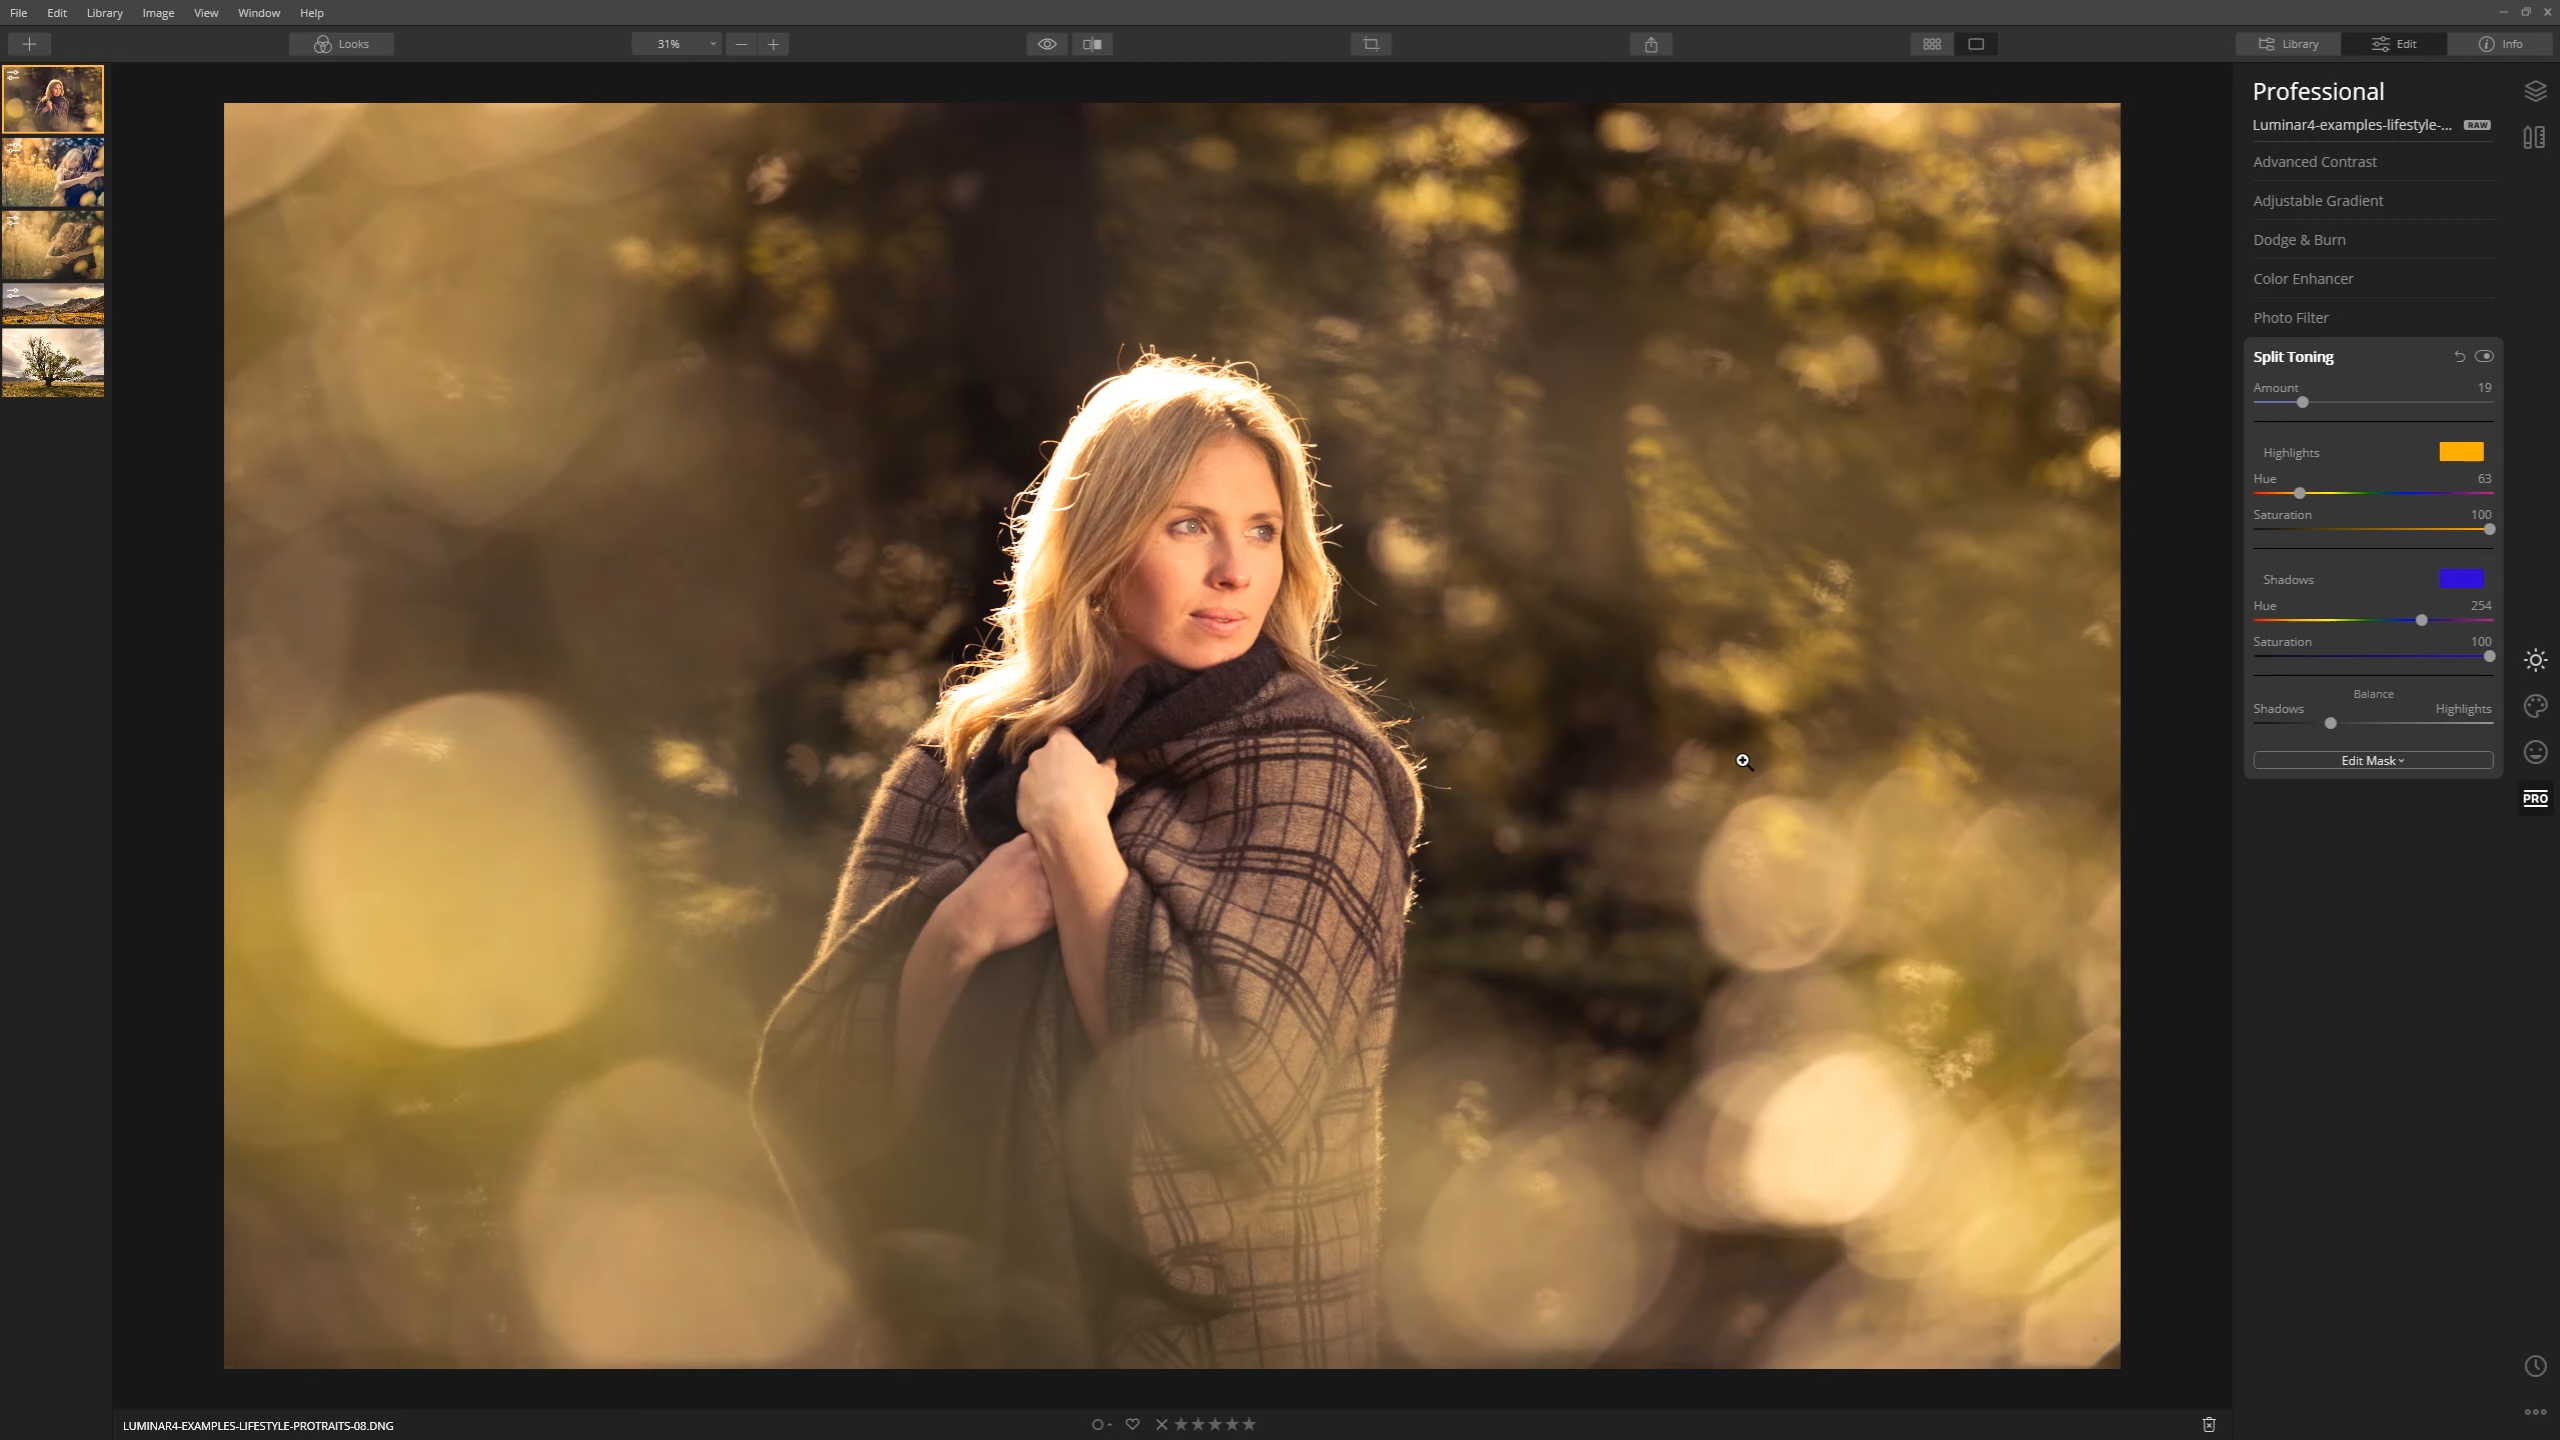 File Edit Library Image View Window Help
Looks 31% Library Edit Info
Professional
Luminar4-examples-lifestyle-... RAW
Advanced Contrast
Adjustable Gradient
Dodge & Burn
Color Enhancer
Photo Filter
Split Toning
Amount 19
Highlights
Hue 63
Saturation 100
Shadows
Hue 254
Saturation 100
Balance
Shadows Highlights
Edit Mask
PRO
LUMINAR4-EXAMPLES-LIFESTYLE-PROTRAITS-08.DNG